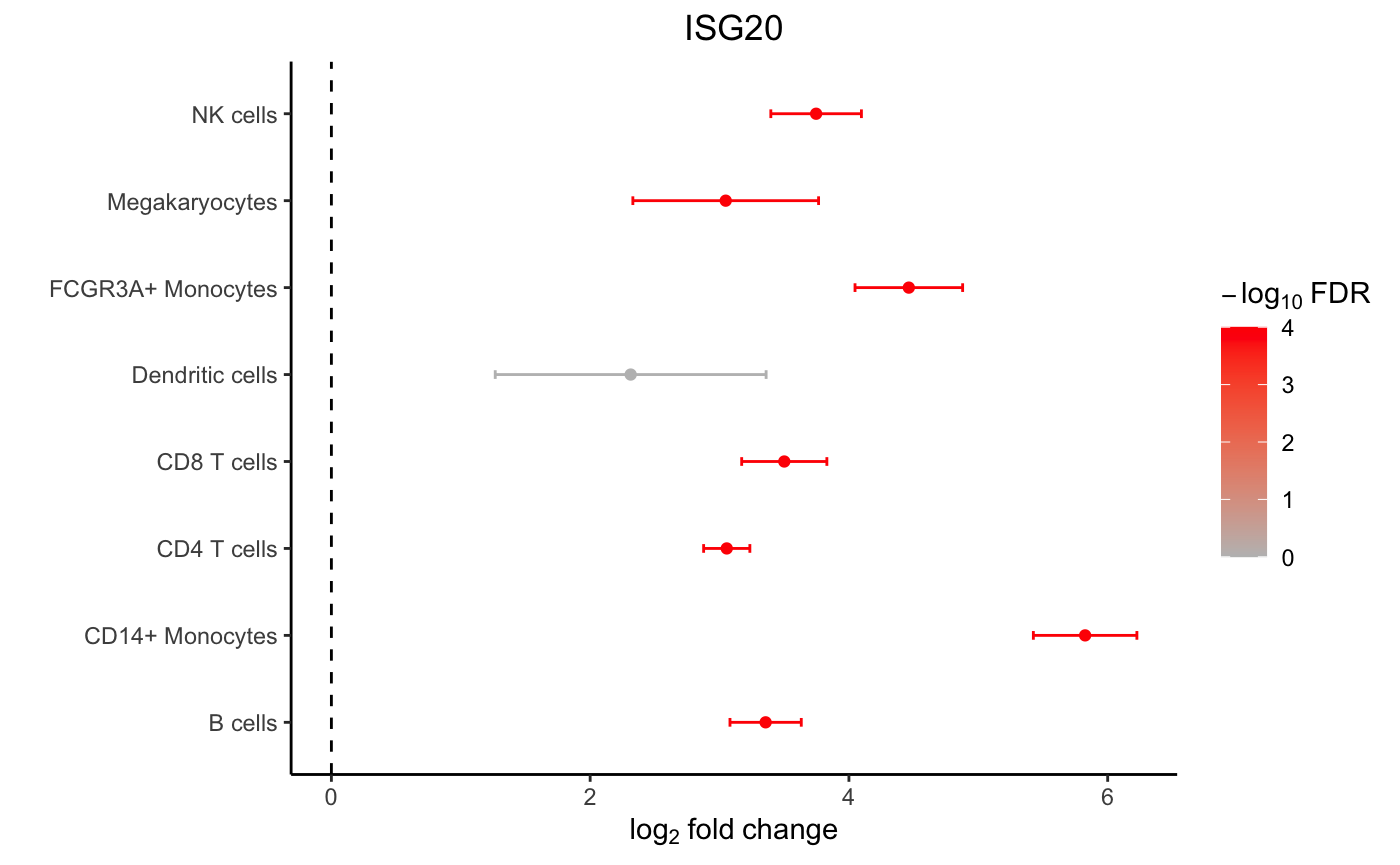 ISG20
NK cells
Megakaryocytes
FCGR3A+ Monocytes
Dendritic cells
CD8 T cells
CD4 T cells
CD14+ Monocytes
B cells
0 2 4 6
log₂ fold change
−log₁₀ FDR
4
3
2
1
0